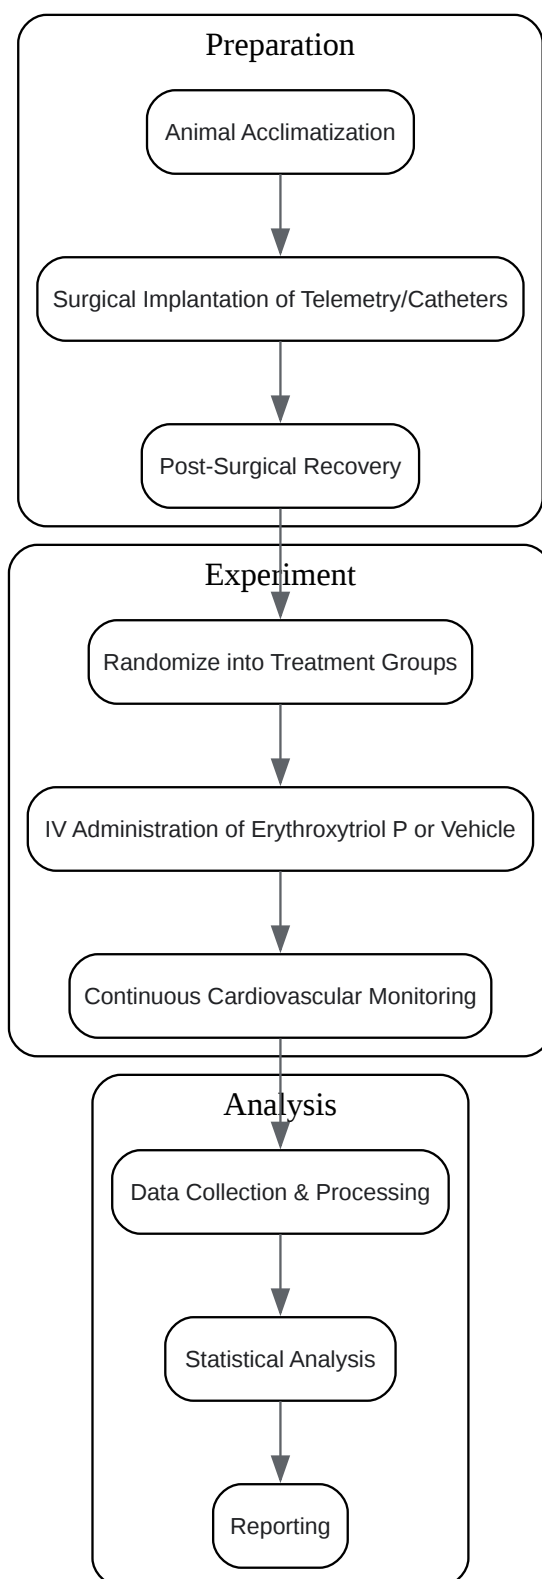 Preparation
Animal Acclimatization
Surgical Implantation of Telemetry/Catheters
Post-Surgical Recovery
Experiment
Randomize into Treatment Groups
IV Administration of Erythroxytriol P or Vehicle
Continuous Cardiovascular Monitoring
Analysis
Data Collection & Processing
Statistical Analysis
Reporting